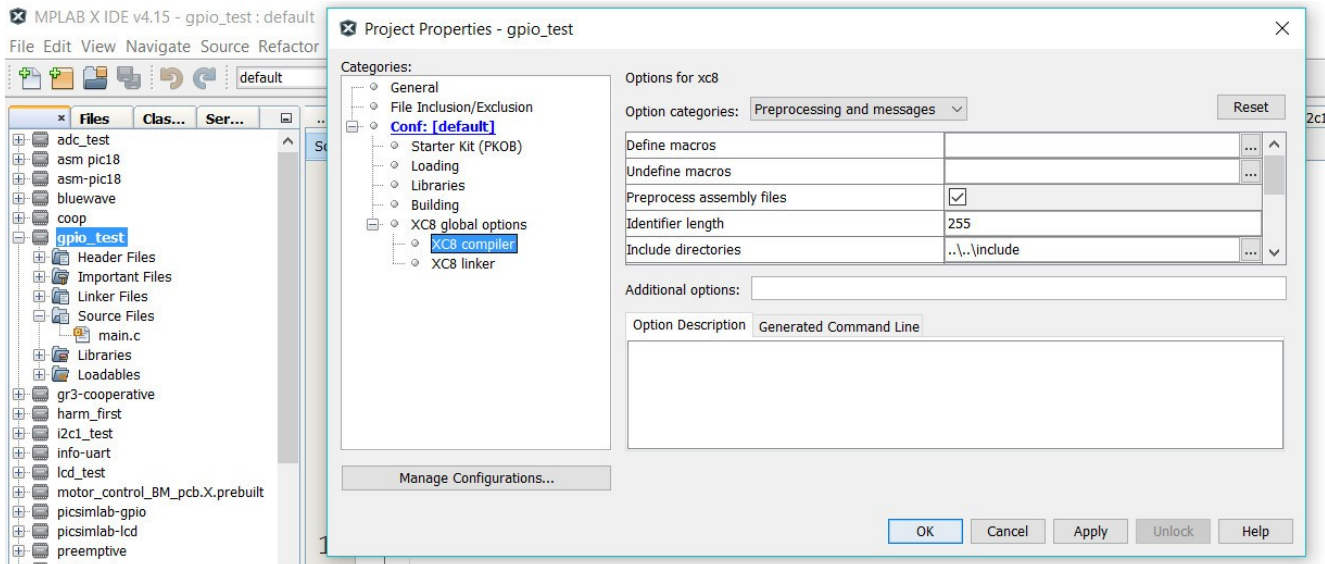 MPLAB X IDE v4.15 - gpio_test : default
File Edit View Navigate Source Refactor
default
Files Clas... Ser...
adc_test
asm pic18
asm-pic18
bluewave
coop
gpio_test
Header Files
Important Files
Linker Files
Source Files
main.c
Libraries
Loadables
gr3-cooperative
harm_first
i2c1_test
info-uart
lcd_test
motor_control_BM_pcb.X.prebuilt
picsimlab-gpio
picsimlab-lcd
preemptive
Project Properties - gpio_test
Categories:
General
File Inclusion/Exclusion
Conf: [default]
Starter Kit (PKOB)
Loading
Libraries
Building
XC8 global options
XC8 compiler
XC8 linker
Manage Configurations...
Options for xc8
Option categories: Preprocessing and messages
Reset
Define macros ...
Undefine macros ...
Preprocess assembly files
Identifier length 255
Include directories ..\..\include ...
Additional options:
Option Description Generated Command Line
OK Cancel Apply Unlock Help